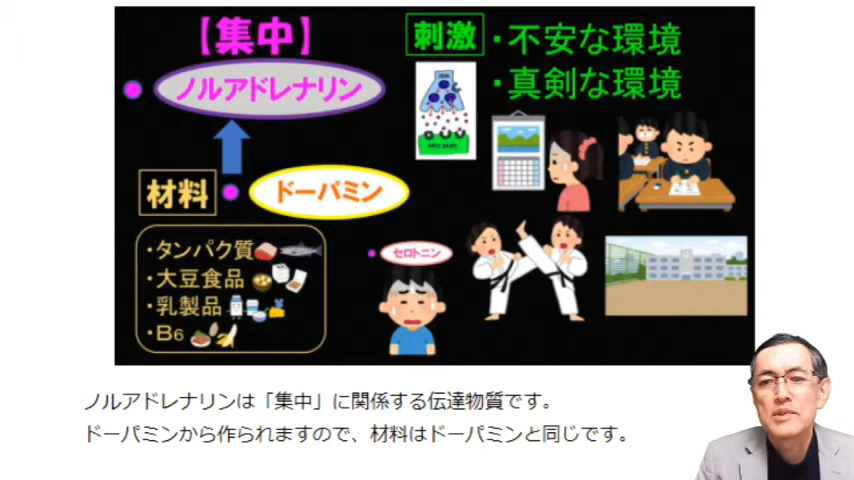 【集中】
ノルアドレナリン
刺激
・不安な環境
・真剣な環境
材料
ドーパミン
・タンパク質
・大豆食品
・乳製品
・B6
セロトニン
ノルアドレナリンは「集中」に関係する伝達物質です。
ドーパミンから作られますので、材料はドーパミンと同じです。